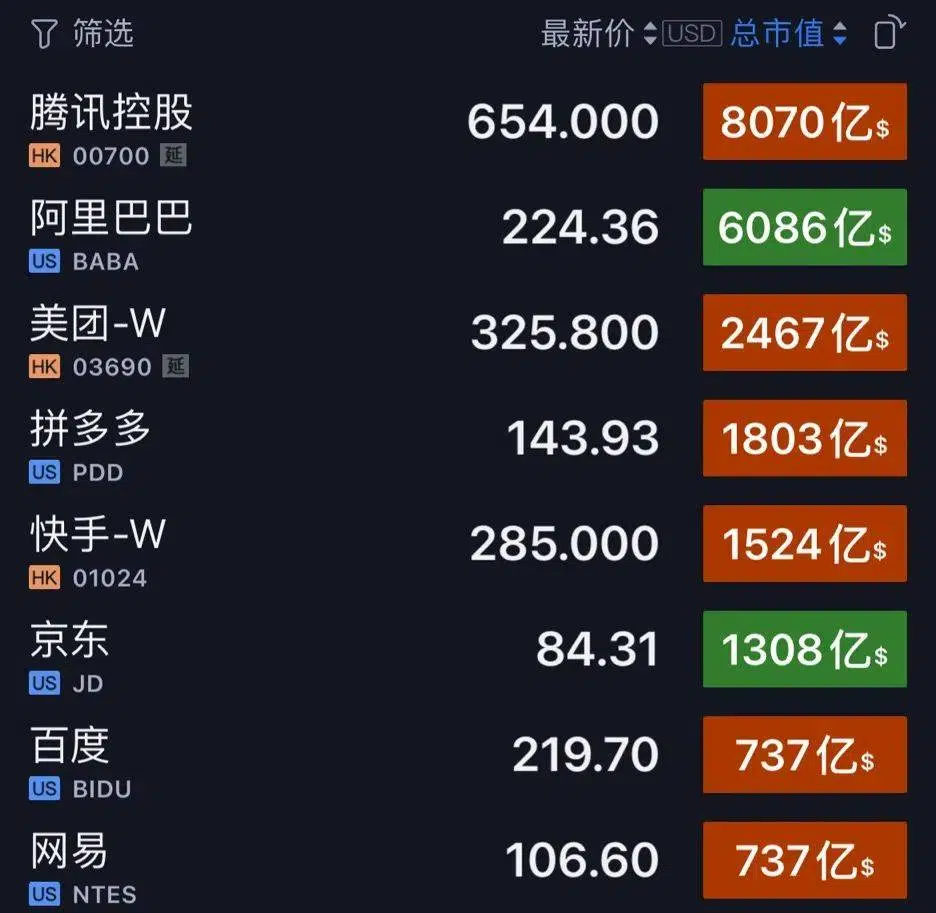 筛选 最新价 USD 总市值
腾讯控股 654.000 8070亿$
HK 00700 延
阿里巴巴 224.36 6086亿$
US BABA
美团-W 325.800 2467亿$
HK 03690 延
拼多多 143.93 1803亿$
US PDD
快手-W 285.000 1524亿$
HK 01024
京东 84.31 1308亿$
US JD
百度 219.70 737亿$
US BIDU
网易 106.60 737亿$
US NTES